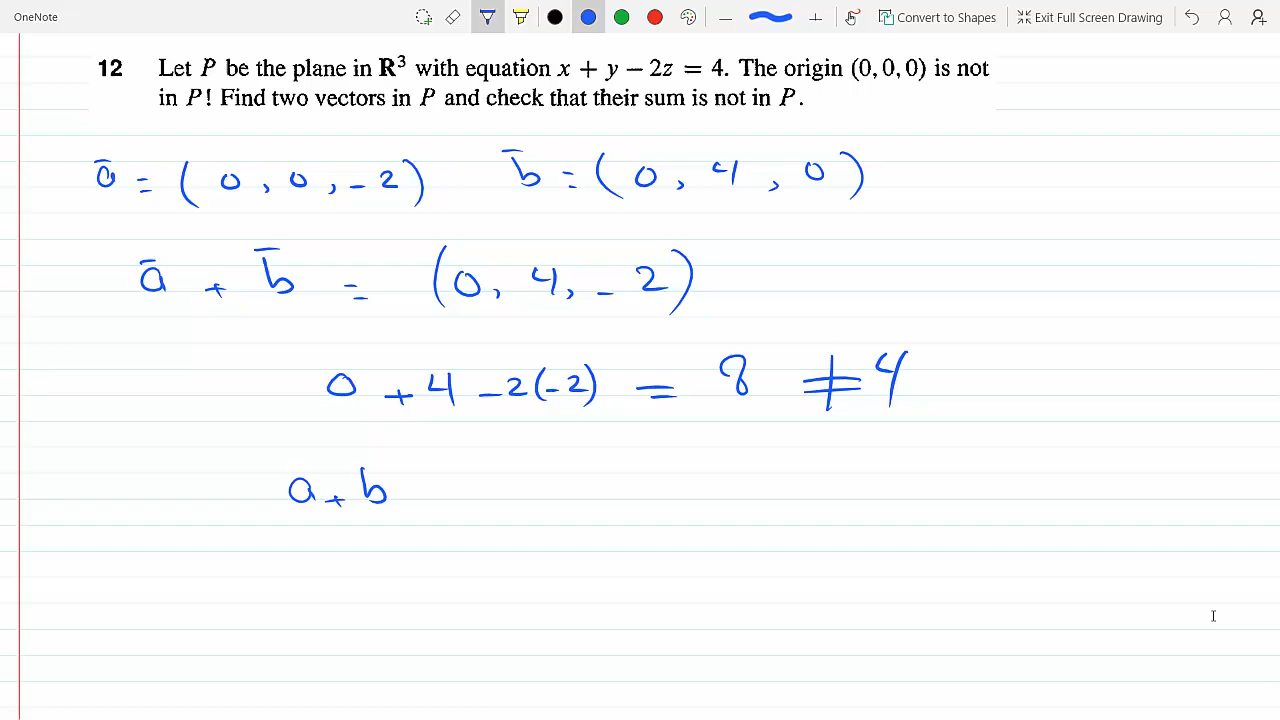 OneNote
Convert to Shapes
Exit Full Screen Drawing
12 Let P be the plane in R³ with equation x + y − 2z = 4. The origin (0, 0, 0) is not
in P! Find two vectors in P and check that their sum is not in P.
ā = (0, 0, -2) b̄ = (0, 4, 0)
ā + b̄ = (0, 4, -2)
0 + 4 - 2(-2) = 8 ≠ 4
a + b